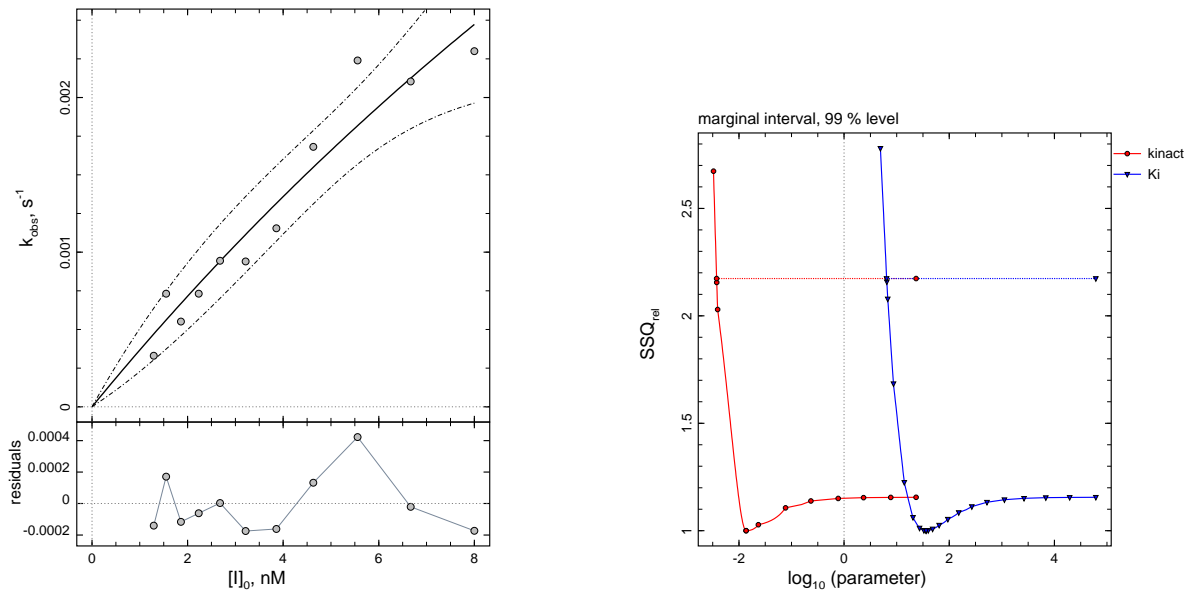 0.002
0.001
0
k_obs, s^-1
0.0004
0.0002
0
-0.0002
residuals
0
2
4
6
8
[I]_0, nM
marginal interval, 99 % level
kinact
Ki
2.5
2
1.5
1
SSQ_rel
-2
0
2
4
log_10 (parameter)